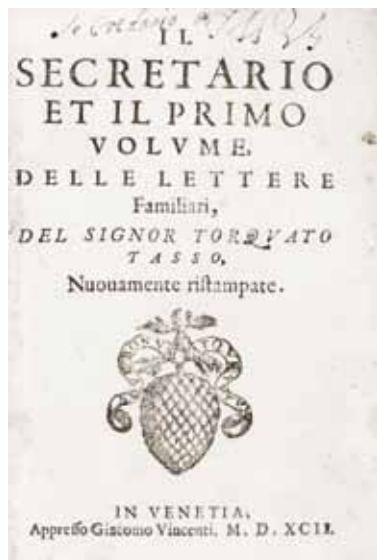 IL
SECRETARIO
ET IL PRIMO
VOLVME,
DELLE LETTERE
Familiari,
DEL SIGNOR TORQVATO
TASSO,
Nuouamente riſtampate.
IN VENETIA,
Appreſſo Giacomo Vincenti. M. D. XCII.